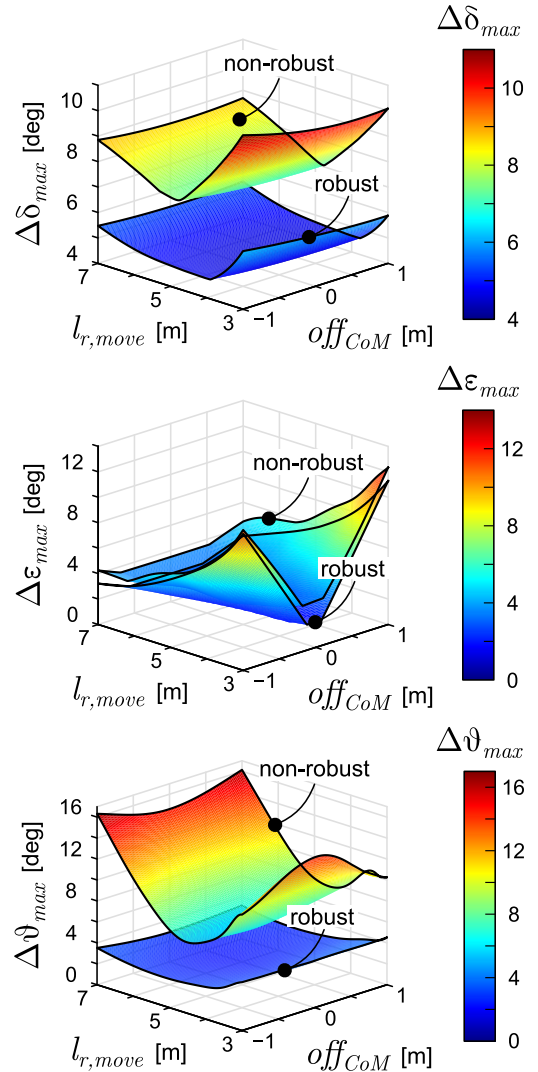 Δδmax
non-robust
robust
Δδmax [deg]
10
8
6
4
7
5
3
−1
0
1
lr,move [m]
offCoM [m]
10
8
6
4
Δεmax
non-robust
robust
Δεmax [deg]
12
8
4
0
7
5
3
−1
0
1
lr,move [m]
offCoM [m]
12
8
4
0
Δϑmax
non-robust
robust
Δϑmax [deg]
16
12
8
4
0
7
5
3
−1
0
1
lr,move [m]
offCoM [m]
16
12
8
4
0